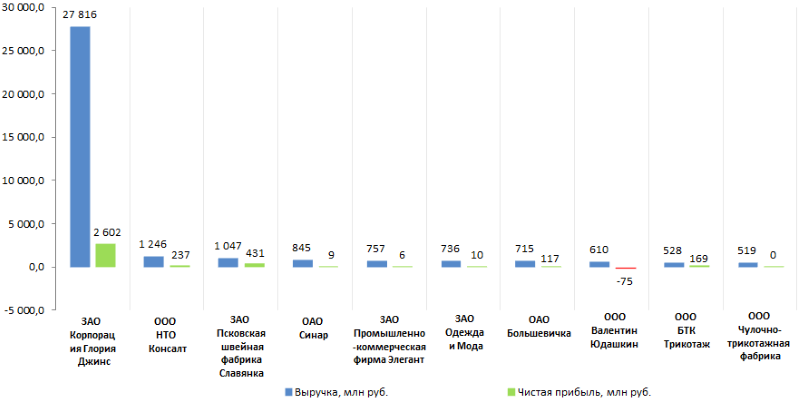 30 000,0
27 816
25 000,0
20 000,0
15 000,0
10 000,0
5 000,0
2 602
1 246
237
1 047
431
845
9
757
6
736
10
715
117
610
-75
528
169
519
0
0,0
-5 000,0
ЗАО
Корпорац
ия Глория
Джинс
ООО
НТО
Консалт
ЗАО
Псковская
швейная
фабрика
Славянка
ОАО
Синар
ЗАО
Промышленно
-коммерческая
фирма Элегант
ЗАО
Одежда
и Мода
ОАО
Большевичка
ООО
Валентин
Юдашкин
ООО
БТК
Трикотаж
ООО
Чулочно-
трикотажная
фабрика
Выручка, млн руб.
Чистая прибыль, млн руб.